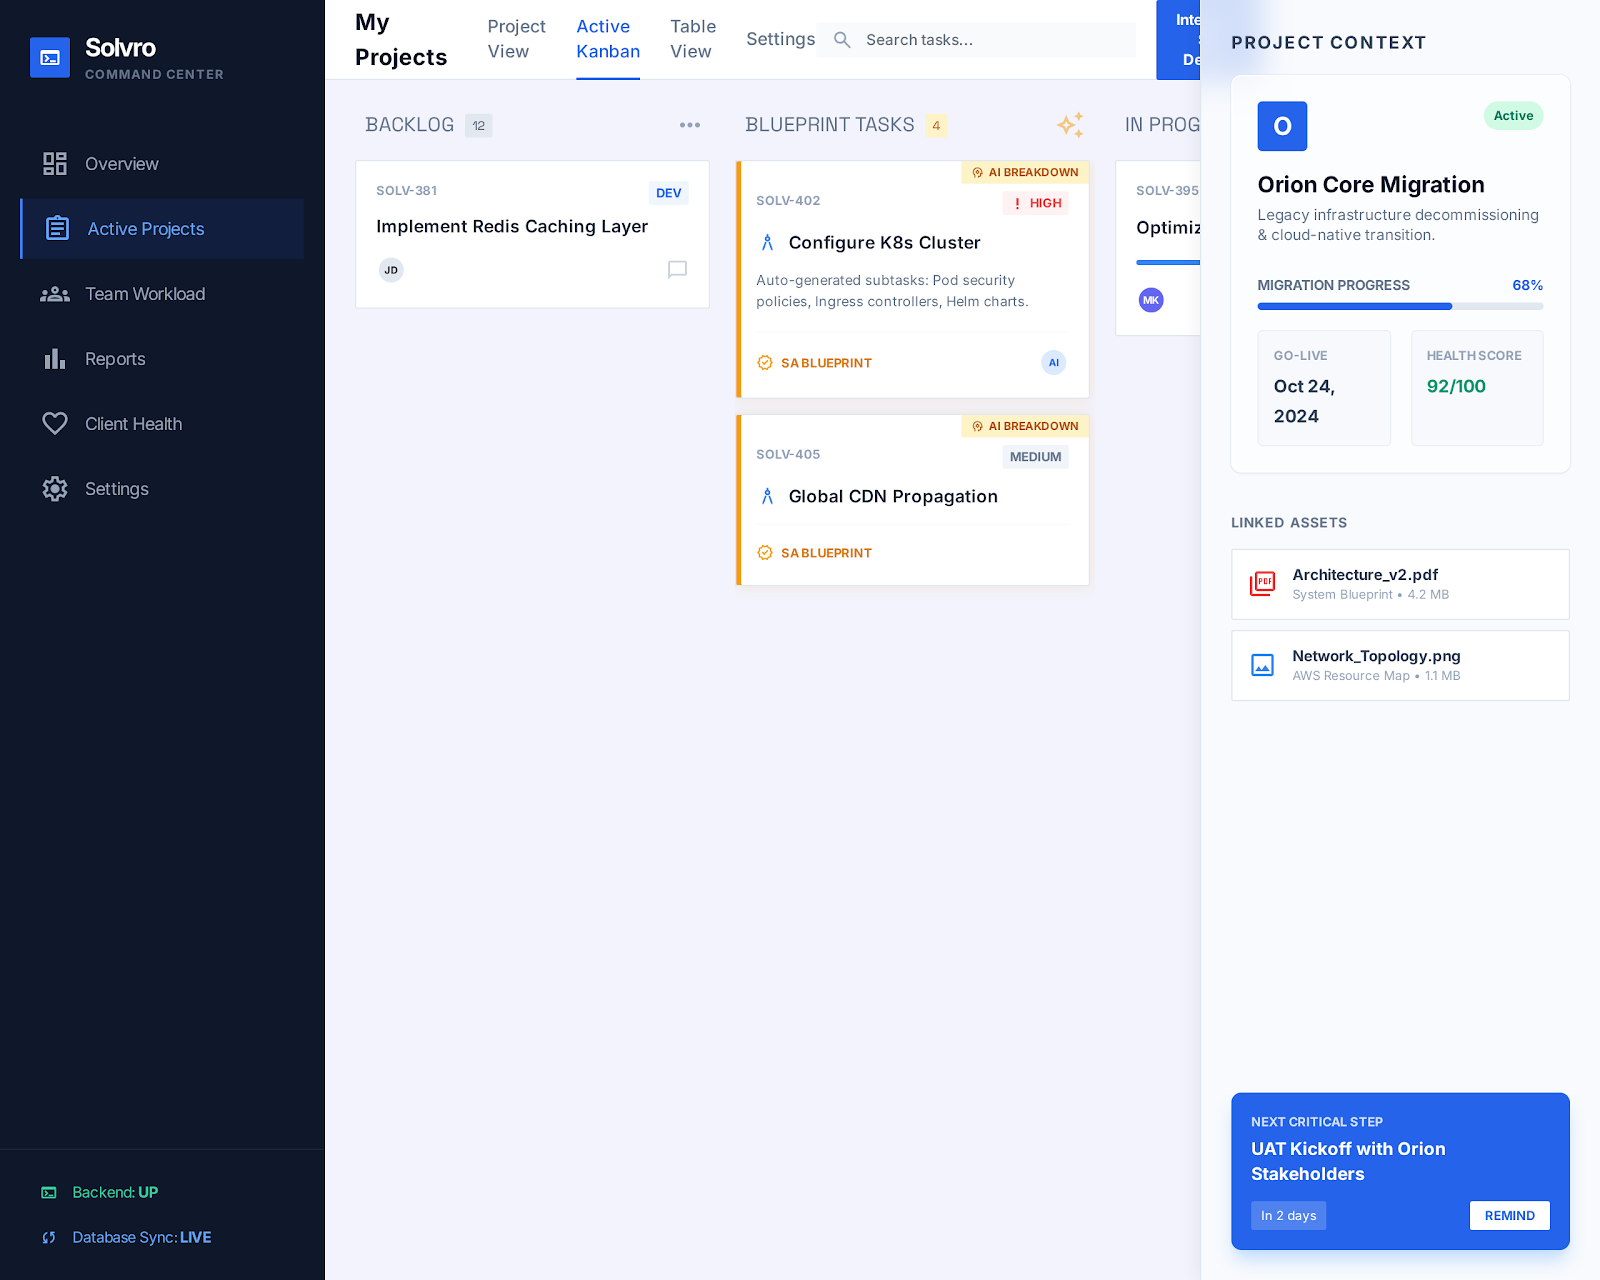 Solvro
COMMAND CENTER
Overview
Active Projects
Team Workload
Reports
Client Health
Settings
Backend: UP
Database Sync: LIVE
My
Projects
Project
View
Active
Kanban
Table
View
Settings
Search tasks...
BACKLOG 12
SOLV-381
DEV
Implement Redis Caching Layer
JD
BLUEPRINT TASKS 4
AI BREAKDOWN
SOLV-402
HIGH
Configure K8s Cluster
Auto-generated subtasks: Pod security
policies, Ingress controllers, Helm charts.
SA BLUEPRINT
AI
AI BREAKDOWN
SOLV-405
MEDIUM
Global CDN Propagation
SA BLUEPRINT
IN PROG
SOLV-395
Optimiz
MK
PROJECT CONTEXT
O
Active
Orion Core Migration
Legacy infrastructure decommissioning
& cloud-native transition.
MIGRATION PROGRESS 68%
GO-LIVE
Oct 24,
2024
HEALTH SCORE
92/100
LINKED ASSETS
PDF
Architecture_v2.pdf
System Blueprint • 4.2 MB
Network_Topology.png
AWS Resource Map • 1.1 MB
NEXT CRITICAL STEP
UAT Kickoff with Orion
Stakeholders
In 2 days
REMIND